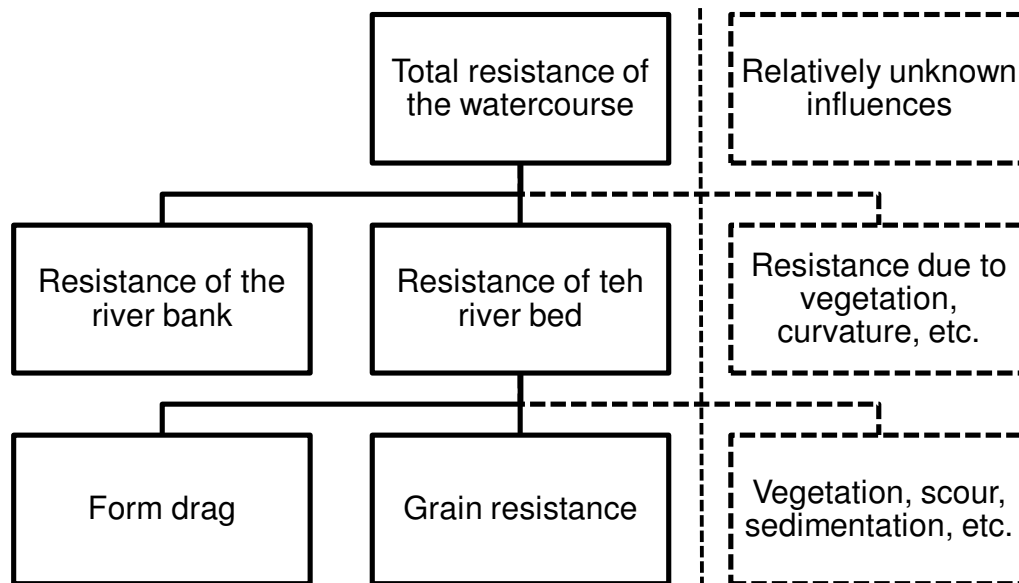 Total resistance of
the watercourse
Relatively unknown
influences
Resistance of the
river bank
Resistance of teh
river bed
Resistance due to
vegetation,
curvature, etc.
Form drag
Grain resistance
Vegetation, scour,
sedimentation, etc.